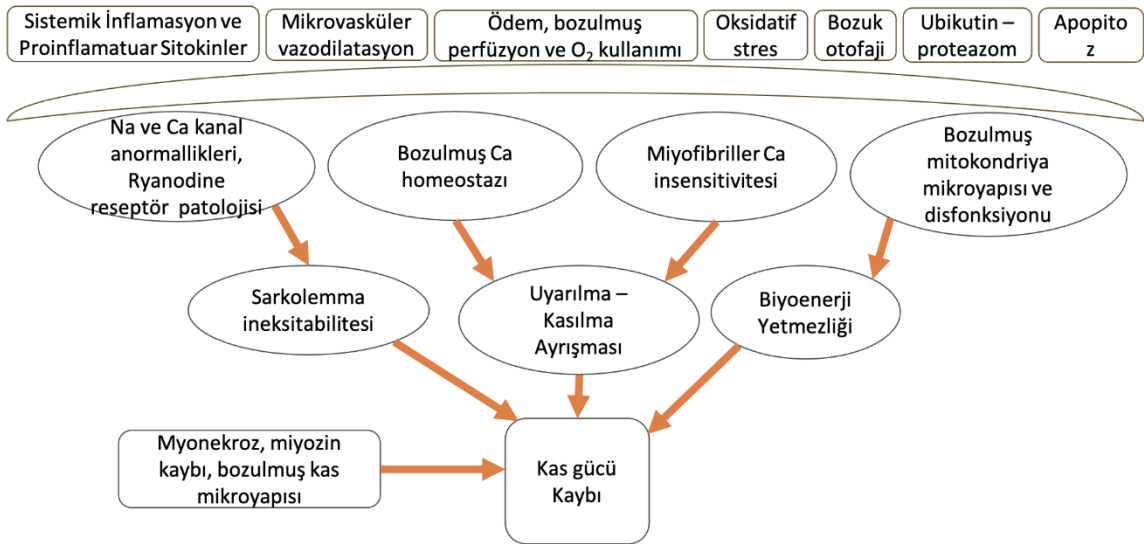 Sistemik İnflamasyon ve
Proinflamatuar Sitokinler
Mikrovasküler
vazodilatasyon
Ödem, bozulmuş
perfüzyon ve O₂ kullanımı
Oksidatif
stres
Bozuk
otofaji
Ubikutin –
proteazom
Apopito
z
Na ve Ca kanal
anormallikleri,
Ryanodine
reseptör patolojisi
Bozulmuş Ca
homeostazı
Miyofibriller Ca
insensitivitesi
Bozulmuş
mitokondriya
mikroyapısı ve
disfonksiyonu
Sarkolemma
ineksitabilitesi
Uyarılma –
Kasılma
Ayrışması
Biyoenerji
Yetmezliği
Myonekroz, miyozin
kaybı, bozulmuş kas
mikroyapısı
Kas gücü
Kaybı